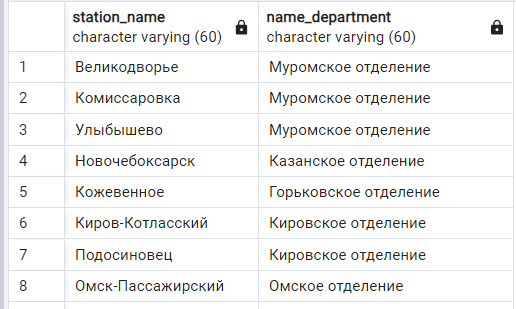 station_name name_department
character varying (60) character varying (60)
1 Великодворье Муромское отделение
2 Комиссаровка Муромское отделение
3 Улыбышево Муромское отделение
4 Новочебоксарск Казанское отделение
5 Кожевенное Горьковское отделение
6 Киров-Котласский Кировское отделение
7 Подосиновец Кировское отделение
8 Омск-Пассажирский Омское отделение